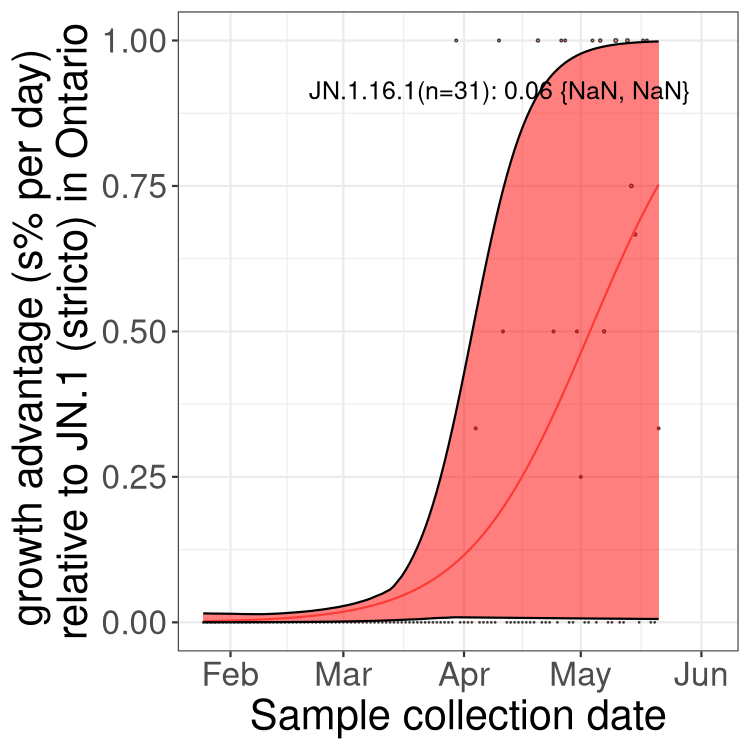 growth advantage (s% per day)
relative to JN.1 (stricto) in Ontario
1.00
0.75
0.50
0.25
0.00
JN.1.16.1(n=31): 0.06 {NaN, NaN}
Feb Mar Apr May Jun
Sample collection date